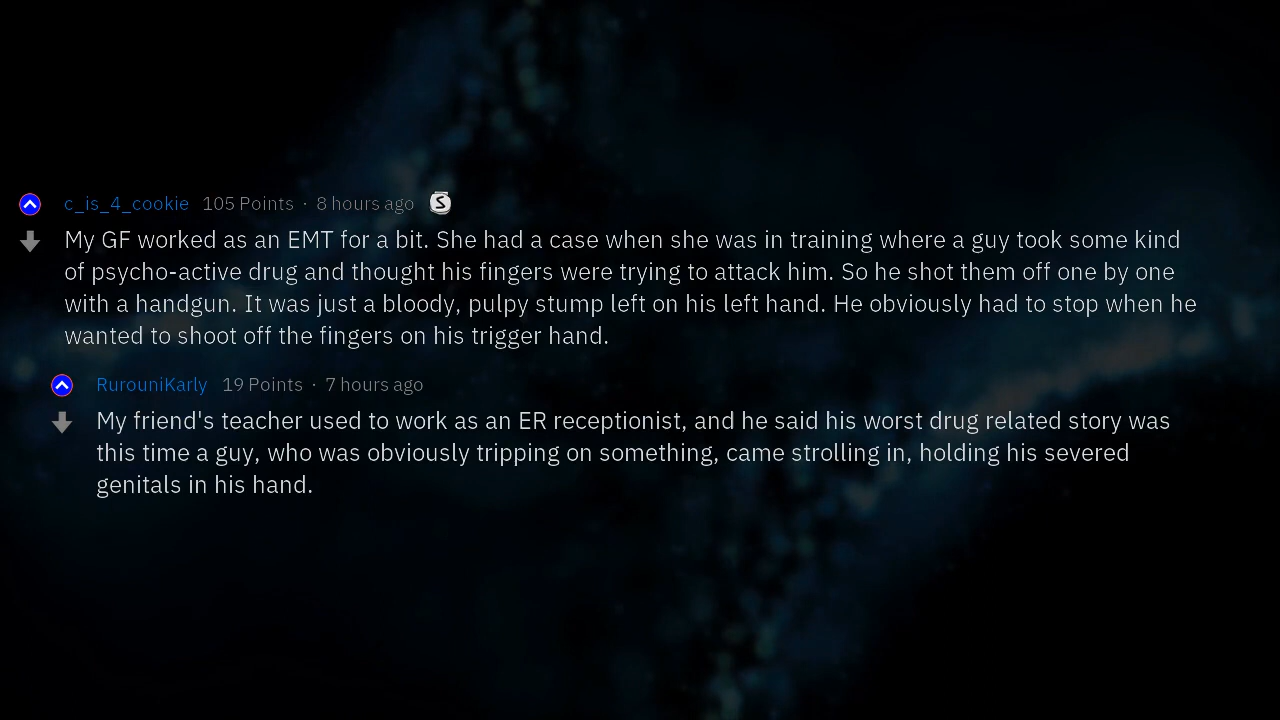 c_is_4_cookie 105 Points · 8 hours ago S
My GF worked as an EMT for a bit. She had a case when she was in training where a guy took some kind
of psycho-active drug and thought his fingers were trying to attack him. So he shot them off one by one
with a handgun. It was just a bloody, pulpy stump left on his left hand. He obviously had to stop when he
wanted to shoot off the fingers on his trigger hand.
RurouniKarly 19 Points · 7 hours ago
My friend's teacher used to work as an ER receptionist, and he said his worst drug related story was
this time a guy, who was obviously tripping on something, came strolling in, holding his severed
genitals in his hand.